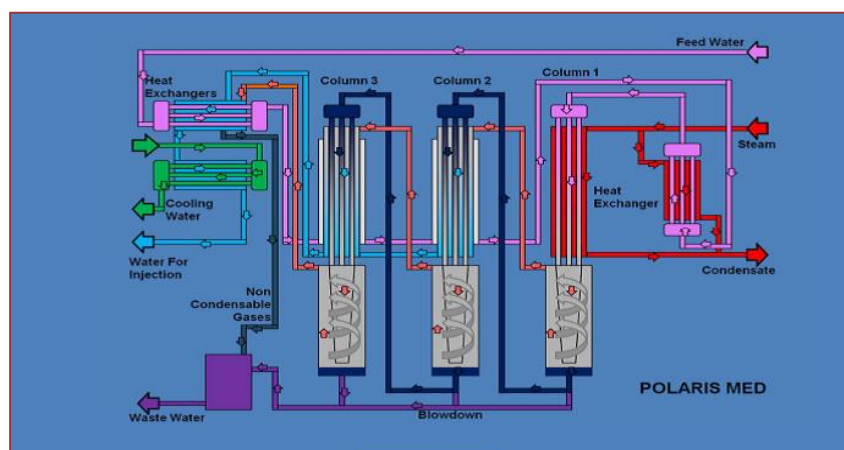 Feed Water
Heat
Exchangers
Column 3
Column 2
Column 1
Steam
Heat
Exchanger
Cooling
Water
Water For
Injection
Condensate
Non
Condensable
Gases
POLARIS MED
Waste Water
Blowdown